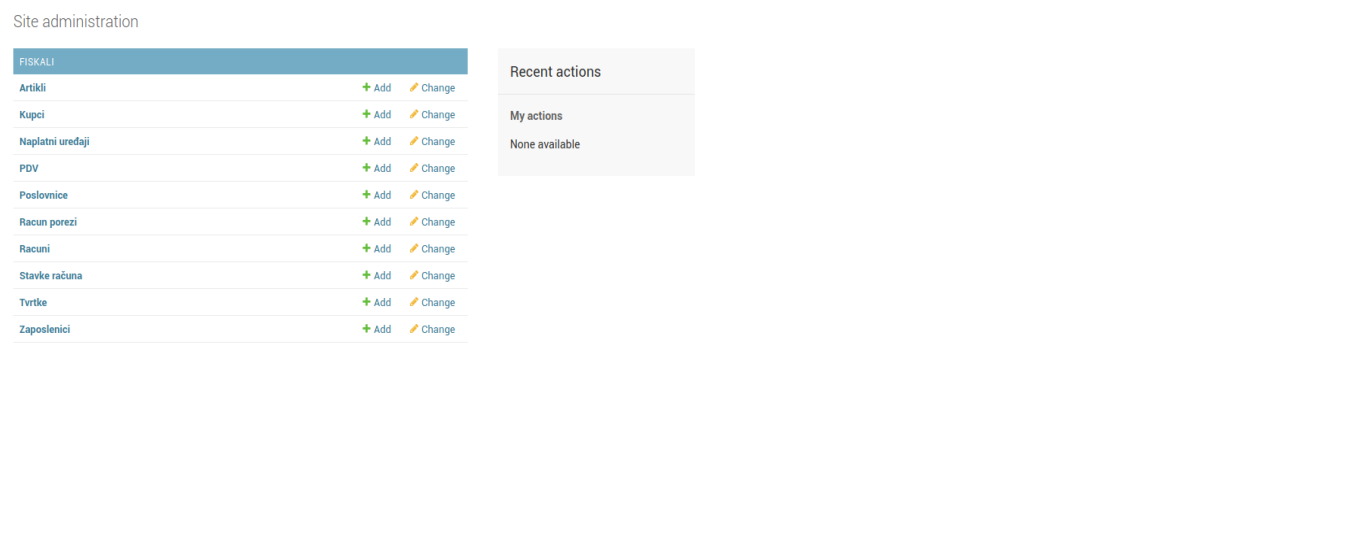 Site administration
FISKALI
Artikli Add Change
Kupci Add Change
Naplatni uređaji Add Change
PDV Add Change
Poslovnice Add Change
Racun porezi Add Change
Racuni Add Change
Stavke računa Add Change
Tvrtke Add Change
Zaposlenici Add Change
Recent actions
My actions
None available